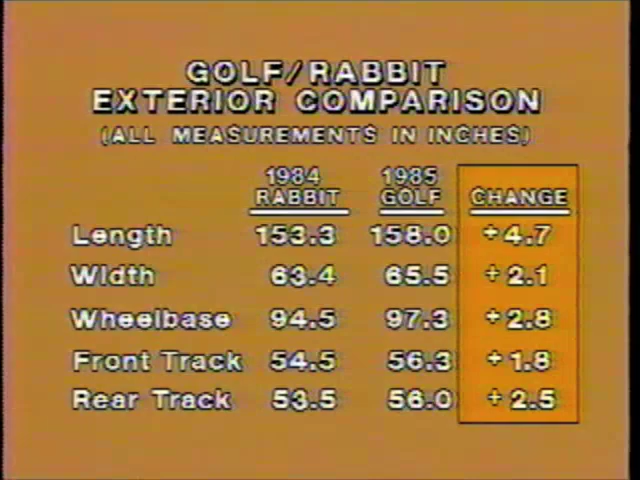 GOLF/RABBIT
EXTERIOR COMPARISON
(ALL MEASUREMENTS IN INCHES)
1984 RABBIT 1985 GOLF CHANGE
Length 153.3 158.0 +4.7
Width 63.4 65.5 +2.1
Wheelbase 94.5 97.3 +2.8
Front Track 54.5 56.3 +1.8
Rear Track 53.5 56.0 +2.5